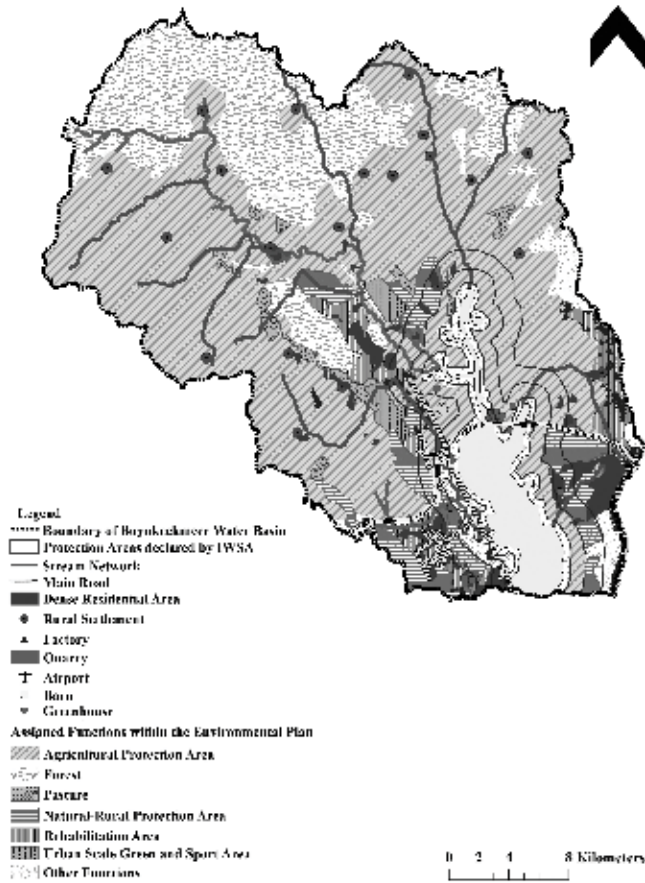 Legend
Boundary of Buyukcekmece Water Basin
Protection Areas declared by IWSA
Stream Network
Main Road
Dense Residential Area
Rural Settlement
Factory
Quarry
Airport
Barn
Greenhouse
Assigned Functions within the Environmental Plan
Agricultural Protection Area
Forest
Pasture
Natural-Rural Protection Area
Rehabilitation Area
Urban Scale Green and Sport Area
Other Functions
0 2 4 8 Kilometers